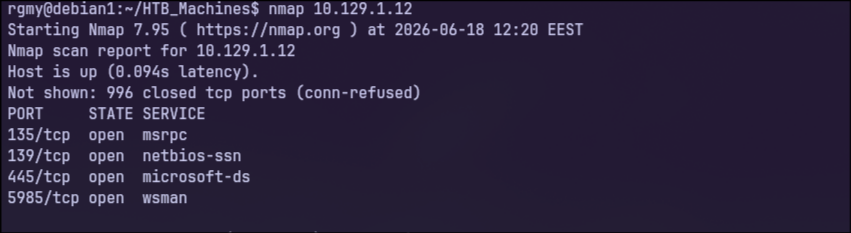 rgmy@debian1:~/HTB_Machines$ nmap 10.129.1.12
Starting Nmap 7.95 ( https://nmap.org ) at 2026-06-18 12:20 EEST
Nmap scan report for 10.129.1.12
Host is up (0.094s latency).
Not shown: 996 closed tcp ports (conn-refused)
PORT     STATE SERVICE
135/tcp  open  msrpc
139/tcp  open  netbios-ssn
445/tcp  open  microsoft-ds
5985/tcp open  wsman